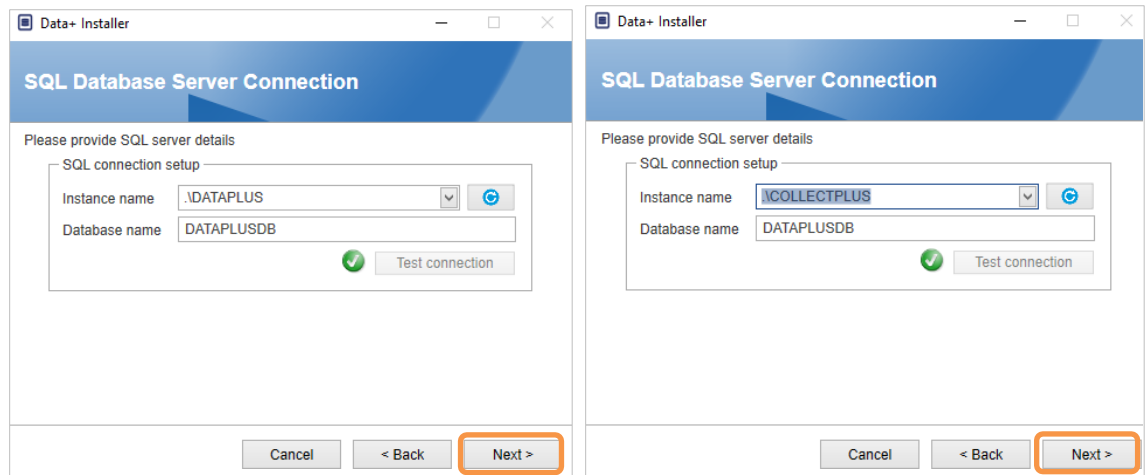 Data+ Installer
SQL Database Server Connection
Please provide SQL server details
SQL connection setup
Instance name .\DATAPLUS
Database name DATAPLUSDB
Test connection
Cancel < Back Next >
Data+ Installer
SQL Database Server Connection
Please provide SQL server details
SQL connection setup
Instance name .\COLLECTPLUS
Database name DATAPLUSDB
Test connection
Cancel < Back Next >